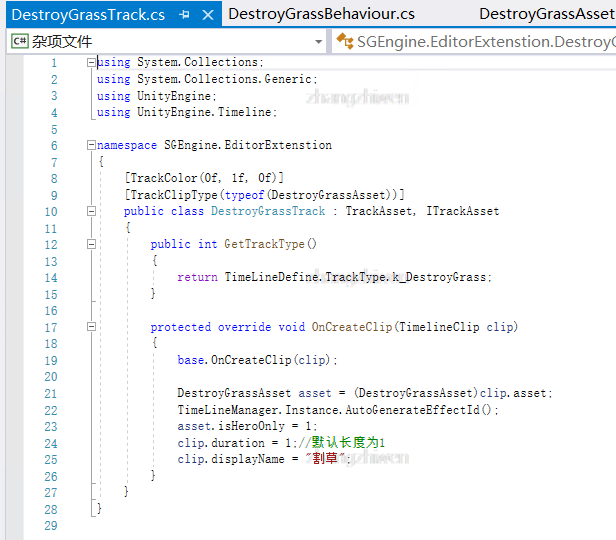 DestroyGrassTrack.cs DestroyGrassBehaviour.cs DestroyGrassAsset
C# 杂项文件 SGEngine.EditorExtenstion.Destroy
1 using System.Collections;
2 using System.Collections.Generic;
3 using UnityEngine;
zhangzhiwen
4 using UnityEngine.Timeline;
5
6 namespace SGEngine.EditorExtenstion
7 {
8 [TrackColor(0f, 1f, 0f)]
9 [TrackClipType(typeof(DestroyGrassAsset))]
10 public class DestroyGrassTrack : TrackAsset, ITrackAsset
11 {
12 public int GetTrackType()
13 {
14 return TimeLineDefine.TrackType.k_DestroyGrass;
zhangzhiwen
15 }
16
17 protected override void OnCreateClip(TimelineClip clip)
18 {
19 base.OnCreateClip(clip);
20
21 DestroyGrassAsset asset = (DestroyGrassAsset)clip.asset;
22 TimeLineManager.Instance.AutoGenerateEffectId();
23 asset.isHeroOnly = 1;
24 clip.duration = 1;//默认长度为1
25 clip.displayName = "割草";
zhangzhiwen
26 }
27 }
28 }
29